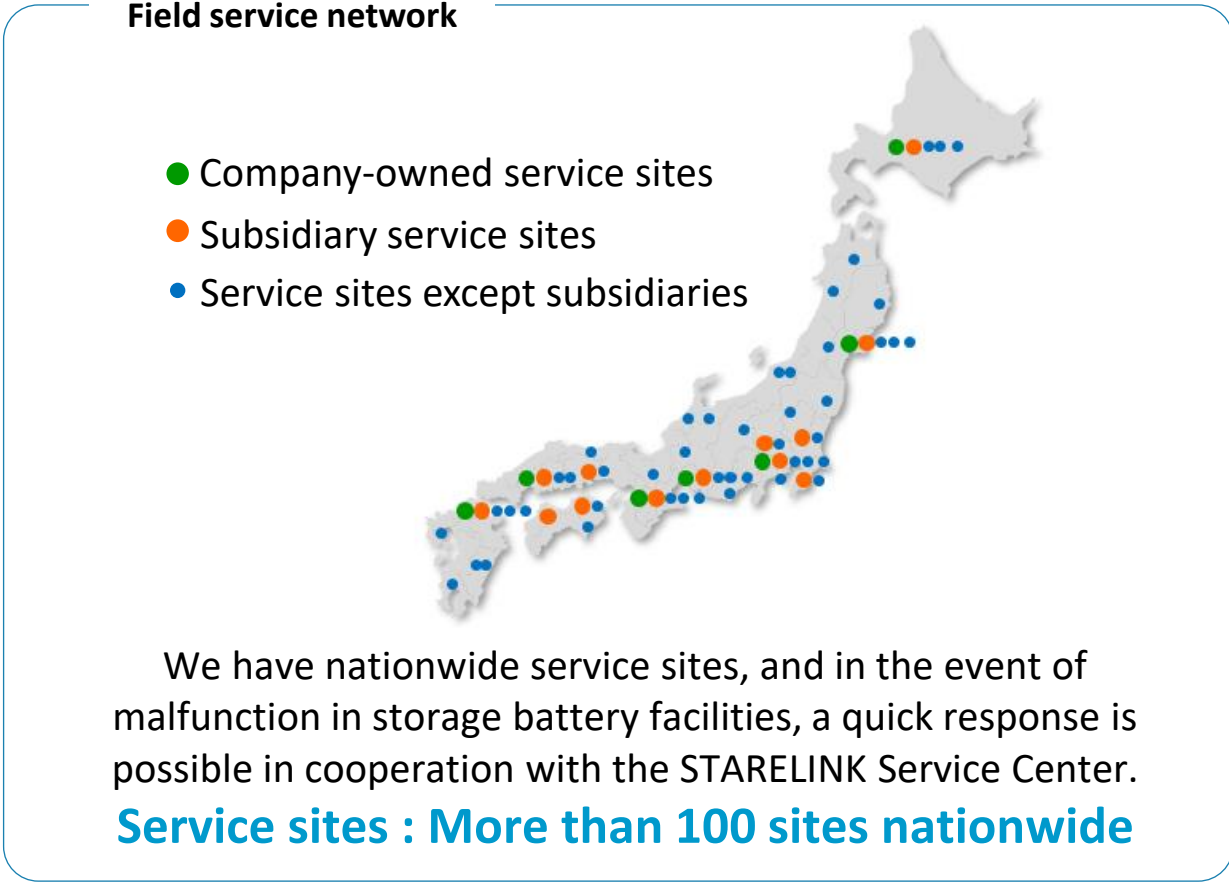 Field service network
Company-owned service sites
Subsidiary service sites
Service sites except subsidiaries
We have nationwide service sites, and in the event of
malfunction in storage battery facilities, a quick response is
possible in cooperation with the STARELINK Service Center.
Service sites : More than 100 sites nationwide